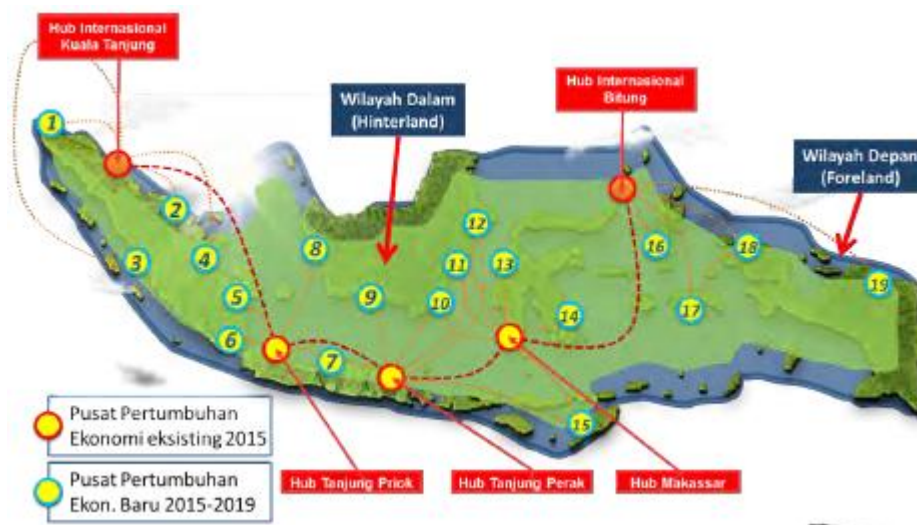 Hub Internasional
Kuala Tanjung
Hub Internasional
Bitung
Wilayah Dalam
(Hinterland)
Wilayah Depan
(Foreland)
1
2
3
4
5
6
7
8
9
10
11
12
13
14
15
16
17
18
19
Pusat Pertumbuhan
Ekonomi eksisting 2015
Pusat Pertumbuhan
Ekon. Baru 2015-2019
Hub Tanjung Priok
Hub Tanjung Perak
Hub Makassar